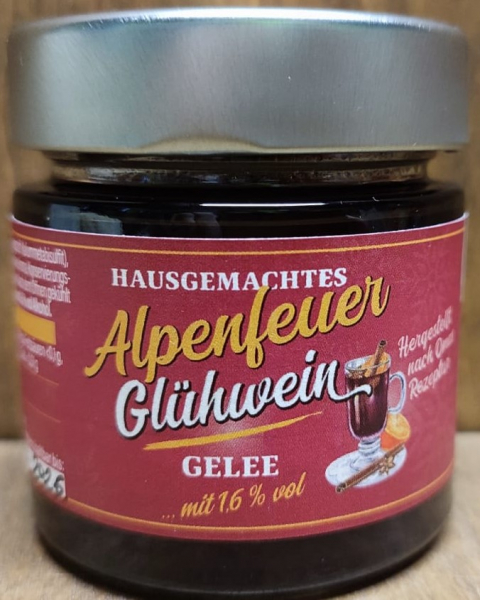 HAUSGEMACHTES
Alpenfeuer
Glühwein
GELEE
... mit 1,6 % vol
Hergestellt
nach Omas
Rezeptur